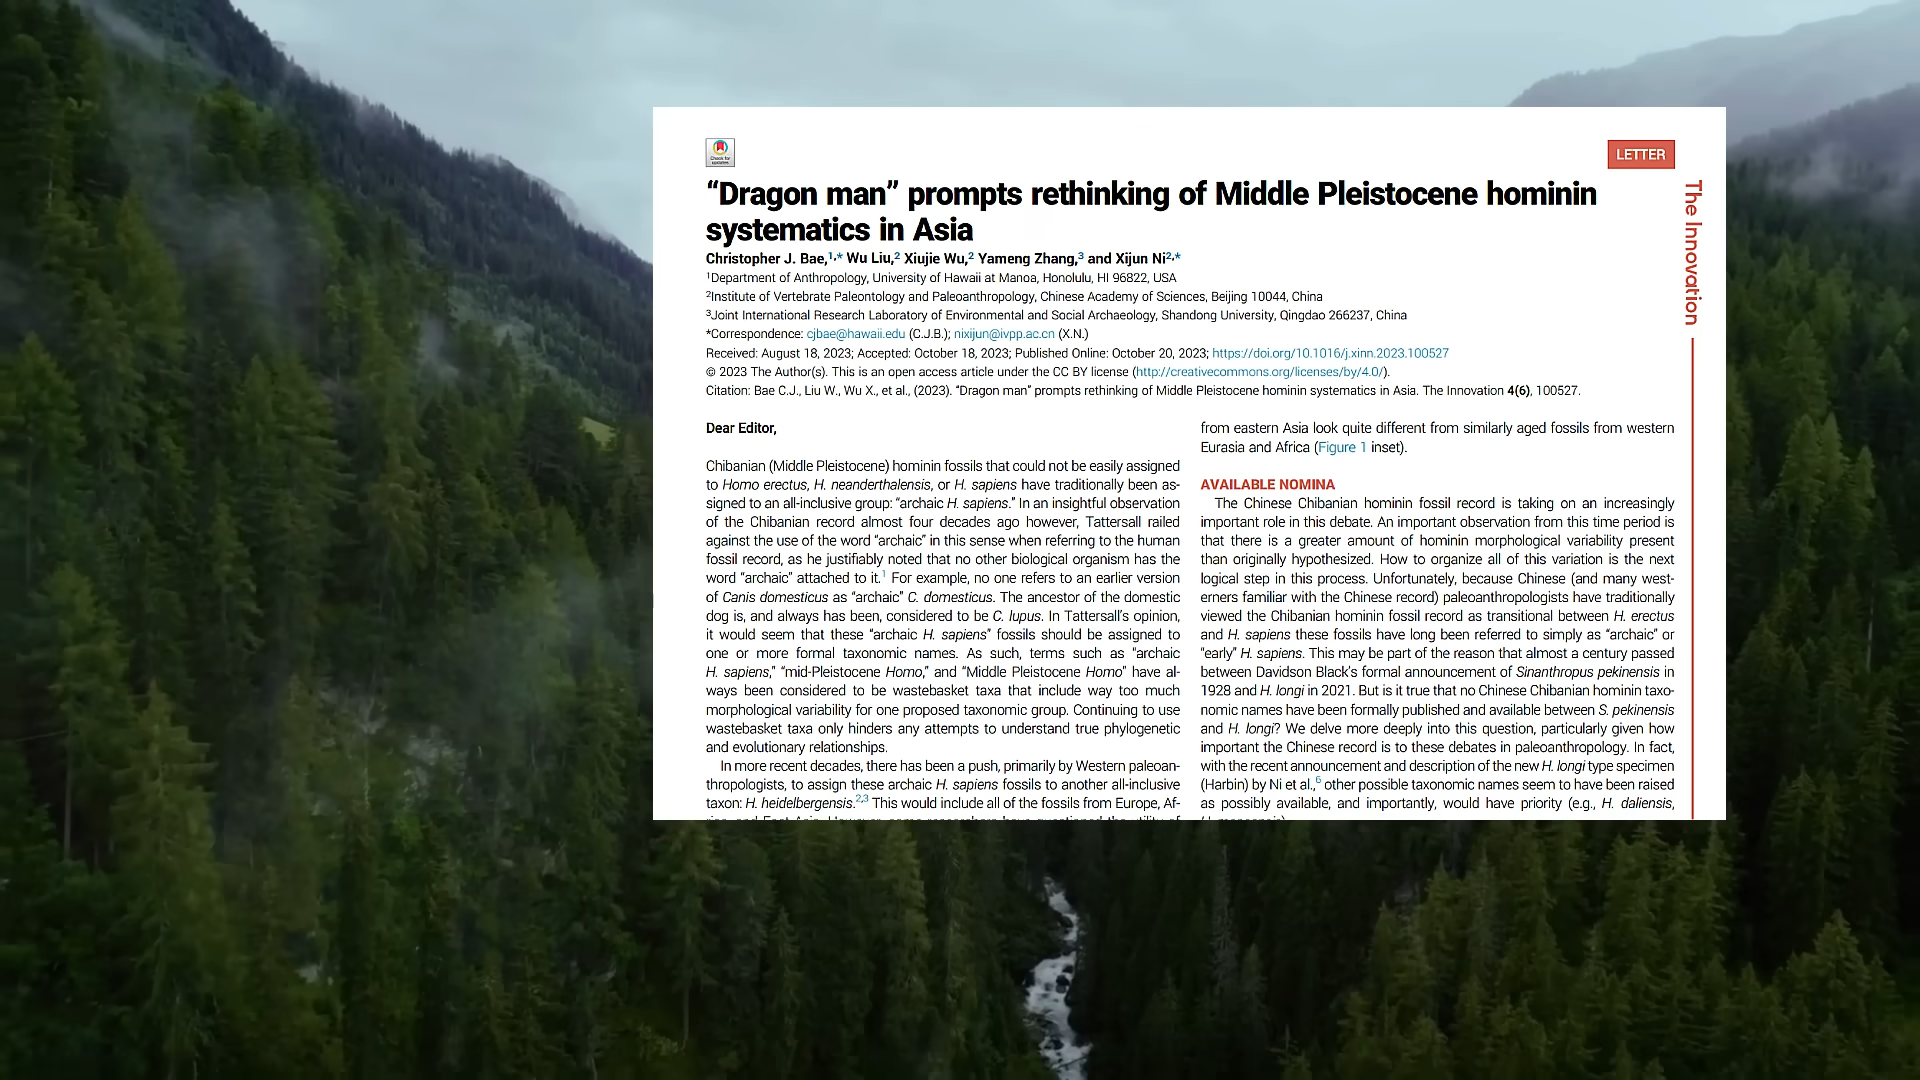 Check for
updates
LETTER
The Innovation
“Dragon man” prompts rethinking of Middle Pleistocene hominin
systematics in Asia
Christopher J. Bae,1,* Wu Liu,2 Xiujie Wu,2 Yameng Zhang,3 and Xijun Ni2,*
1Department of Anthropology, University of Hawaii at Manoa, Honolulu, HI 96822, USA
2Institute of Vertebrate Paleontology and Paleoanthropology, Chinese Academy of Sciences, Beijing 10044, China
3Joint International Research Laboratory of Environmental and Social Archaeology, Shandong University, Qingdao 266237, China
*Correspondence: cjbae@hawaii.edu (C.J.B.); nixijun@ivpp.ac.cn (X.N.)
Received: August 18, 2023; Accepted: October 18, 2023; Published Online: October 20, 2023; https://doi.org/10.1016/j.xinn.2023.100527
© 2023 The Author(s). This is an open access article under the CC BY license (http://creativecommons.org/licenses/by/4.0/).
Citation: Bae C.J., Liu W., Wu X., et al., (2023). “Dragon man” prompts rethinking of Middle Pleistocene hominin systematics in Asia. The Innovation 4(6), 100527.
Dear Editor,
Chibanian (Middle Pleistocene) hominin fossils that could not be easily assigned
to Homo erectus, H. neanderthalensis, or H. sapiens have traditionally been as-
signed to an all-inclusive group: “archaic H. sapiens.” In an insightful observation
of the Chibanian record almost four decades ago however, Tattersall railed
against the use of the word “archaic” in this sense when referring to the human
fossil record, as he justifiably noted that no other biological organism has the
word “archaic” attached to it.1 For example, no one refers to an earlier version
of Canis domesticus as “archaic” C. domesticus. The ancestor of the domestic
dog is, and always has been, considered to be C. lupus. In Tattersall’s opinion,
it would seem that these “archaic H. sapiens” fossils should be assigned to
one or more formal taxonomic names. As such, terms such as “archaic
H. sapiens,” “mid-Pleistocene Homo,” and “Middle Pleistocene Homo” have al-
ways been considered to be wastebasket taxa that include way too much
morphological variability for one proposed taxonomic group. Continuing to use
wastebasket taxa only hinders any attempts to understand true phylogenetic
and evolutionary relationships.
In more recent decades, there has been a push, primarily by Western paleoan-
thropologists, to assign these archaic H. sapiens fossils to another all-inclusive
taxon: H. heidelbergensis.2,3 This would include all of the fossils from Europe, Af-
from eastern Asia look quite different from similarly aged fossils from western
Eurasia and Africa (Figure 1 inset).
AVAILABLE NOMINA
The Chinese Chibanian hominin fossil record is taking on an increasingly
important role in this debate. An important observation from this time period is
that there is a greater amount of hominin morphological variability present
than originally hypothesized. How to organize all of this variation is the next
logical step in this process. Unfortunately, because Chinese (and many west-
erners familiar with the Chinese record) paleoanthropologists have traditionally
viewed the Chibanian hominin fossil record as transitional between H. erectus
and H. sapiens these fossils have long been referred to simply as “archaic” or
“early” H. sapiens. This may be part of the reason that almost a century passed
between Davidson Black’s formal announcement of Sinanthropus pekinensis in
1928 and H. longi in 2021. But is it true that no Chinese Chibanian hominin taxo-
nomic names have been formally published and available between S. pekinensis
and H. longi? We delve more deeply into this question, particularly given how
important the Chinese record is to these debates in paleoanthropology. In fact,
with the recent announcement and description of the new H. longi type specimen
(Harbin) by Ni et al.,6 other possible taxonomic names seem to have been raised
as possibly available, and importantly, would have priority (e.g., H. daliensis,